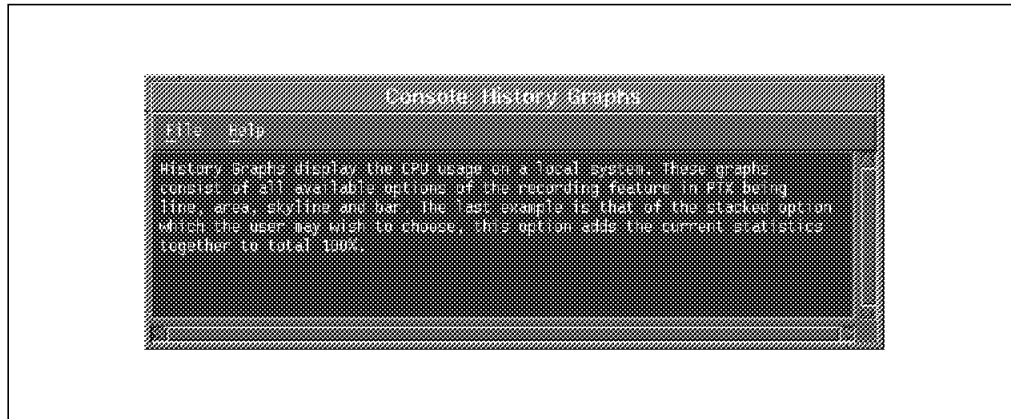 Console: History Graphs
File Help
History Graphs display the CPU usage on a local system. These graphs
consist of all available options of the recording feature in PTX being
line, area, skyline and bar. The last example is that of the stacked option
which the user may wish to choose, this option adds the current statistics
together to total 100%.